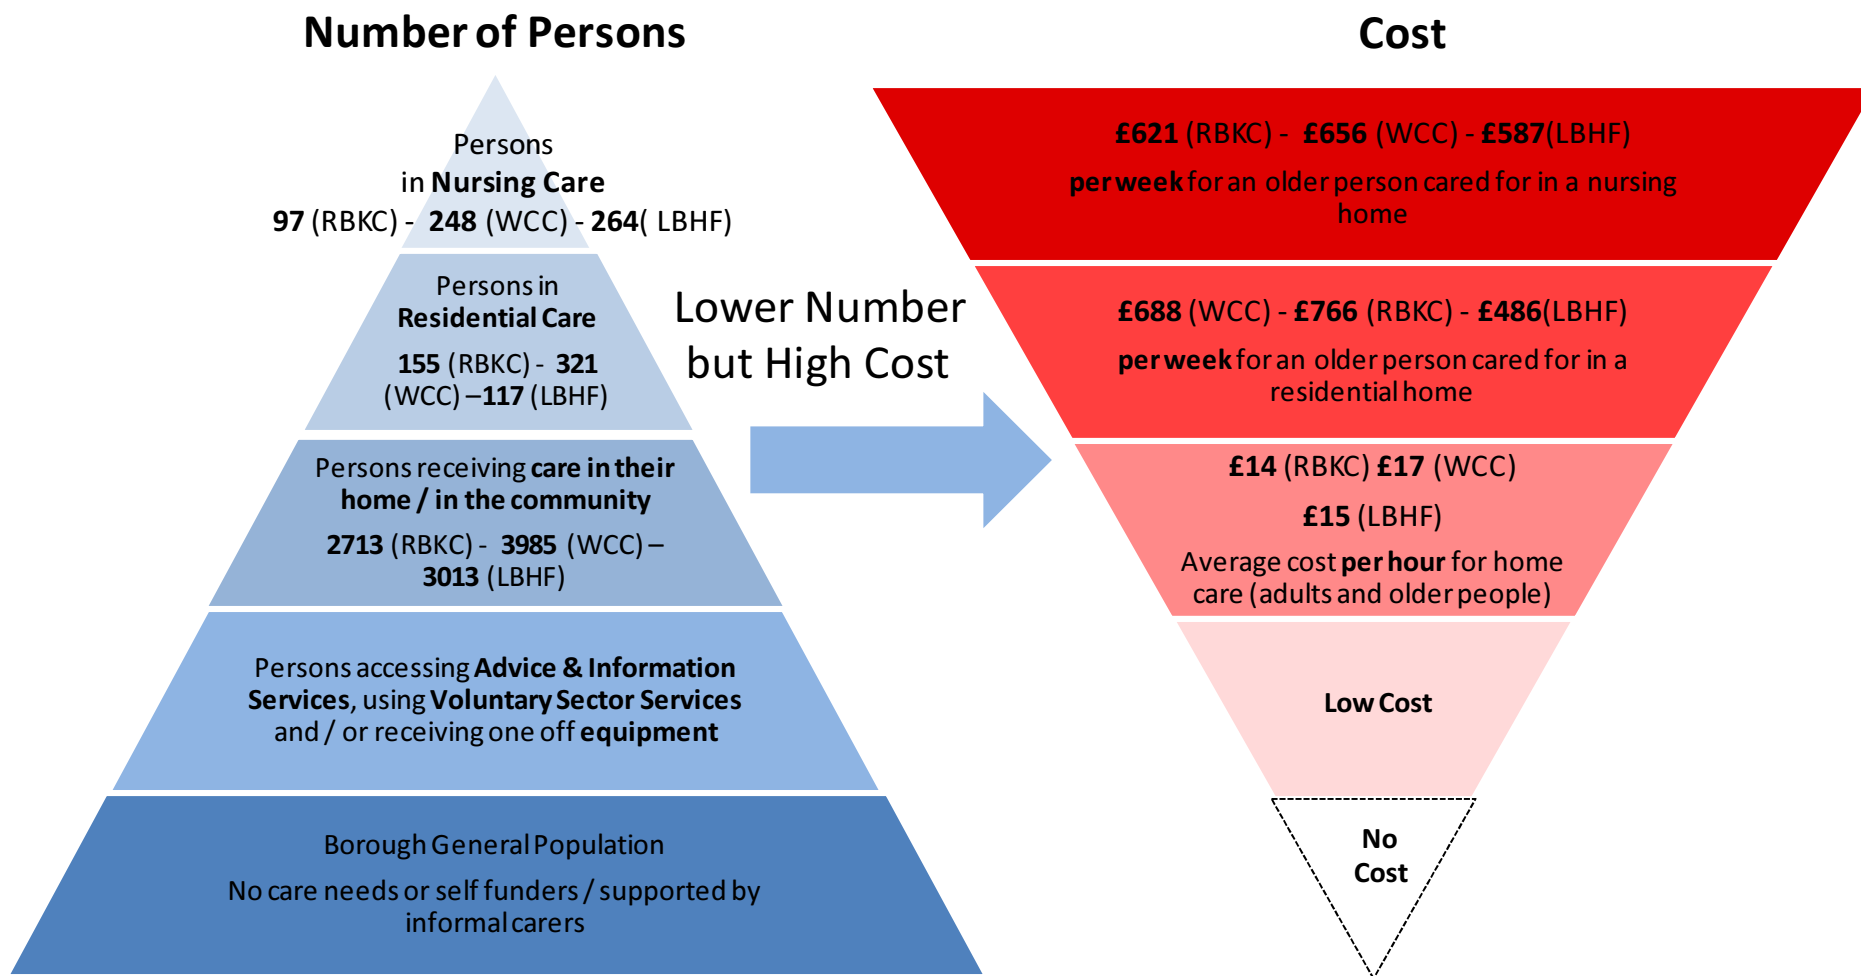 Number of Persons
Persons
in Nursing Care
97 (RBKC) - 248 (WCC) - 264( LBHF)
Persons in
Residential Care
155 (RBKC) - 321
(WCC) –117 (LBHF)
Persons receiving care in their
home / in the community
2713 (RBKC) - 3985 (WCC) –
3013 (LBHF)
Persons accessing Advice & Information
Services, using Voluntary Sector Services
and / or receiving one off equipment
Borough General Population
No care needs or self funders / supported by
informal carers
Lower Number
but High Cost
Cost
£621 (RBKC) - £656 (WCC) - £587(LBHF)
per week for an older person cared for in a nursing
home
£688 (WCC) - £766 (RBKC) - £486(LBHF)
per week for an older person cared for in a
residential home
£14 (RBKC) £17 (WCC)
£15 (LBHF)
Average cost per hour for home
care (adults and older people)
Low Cost
No
Cost